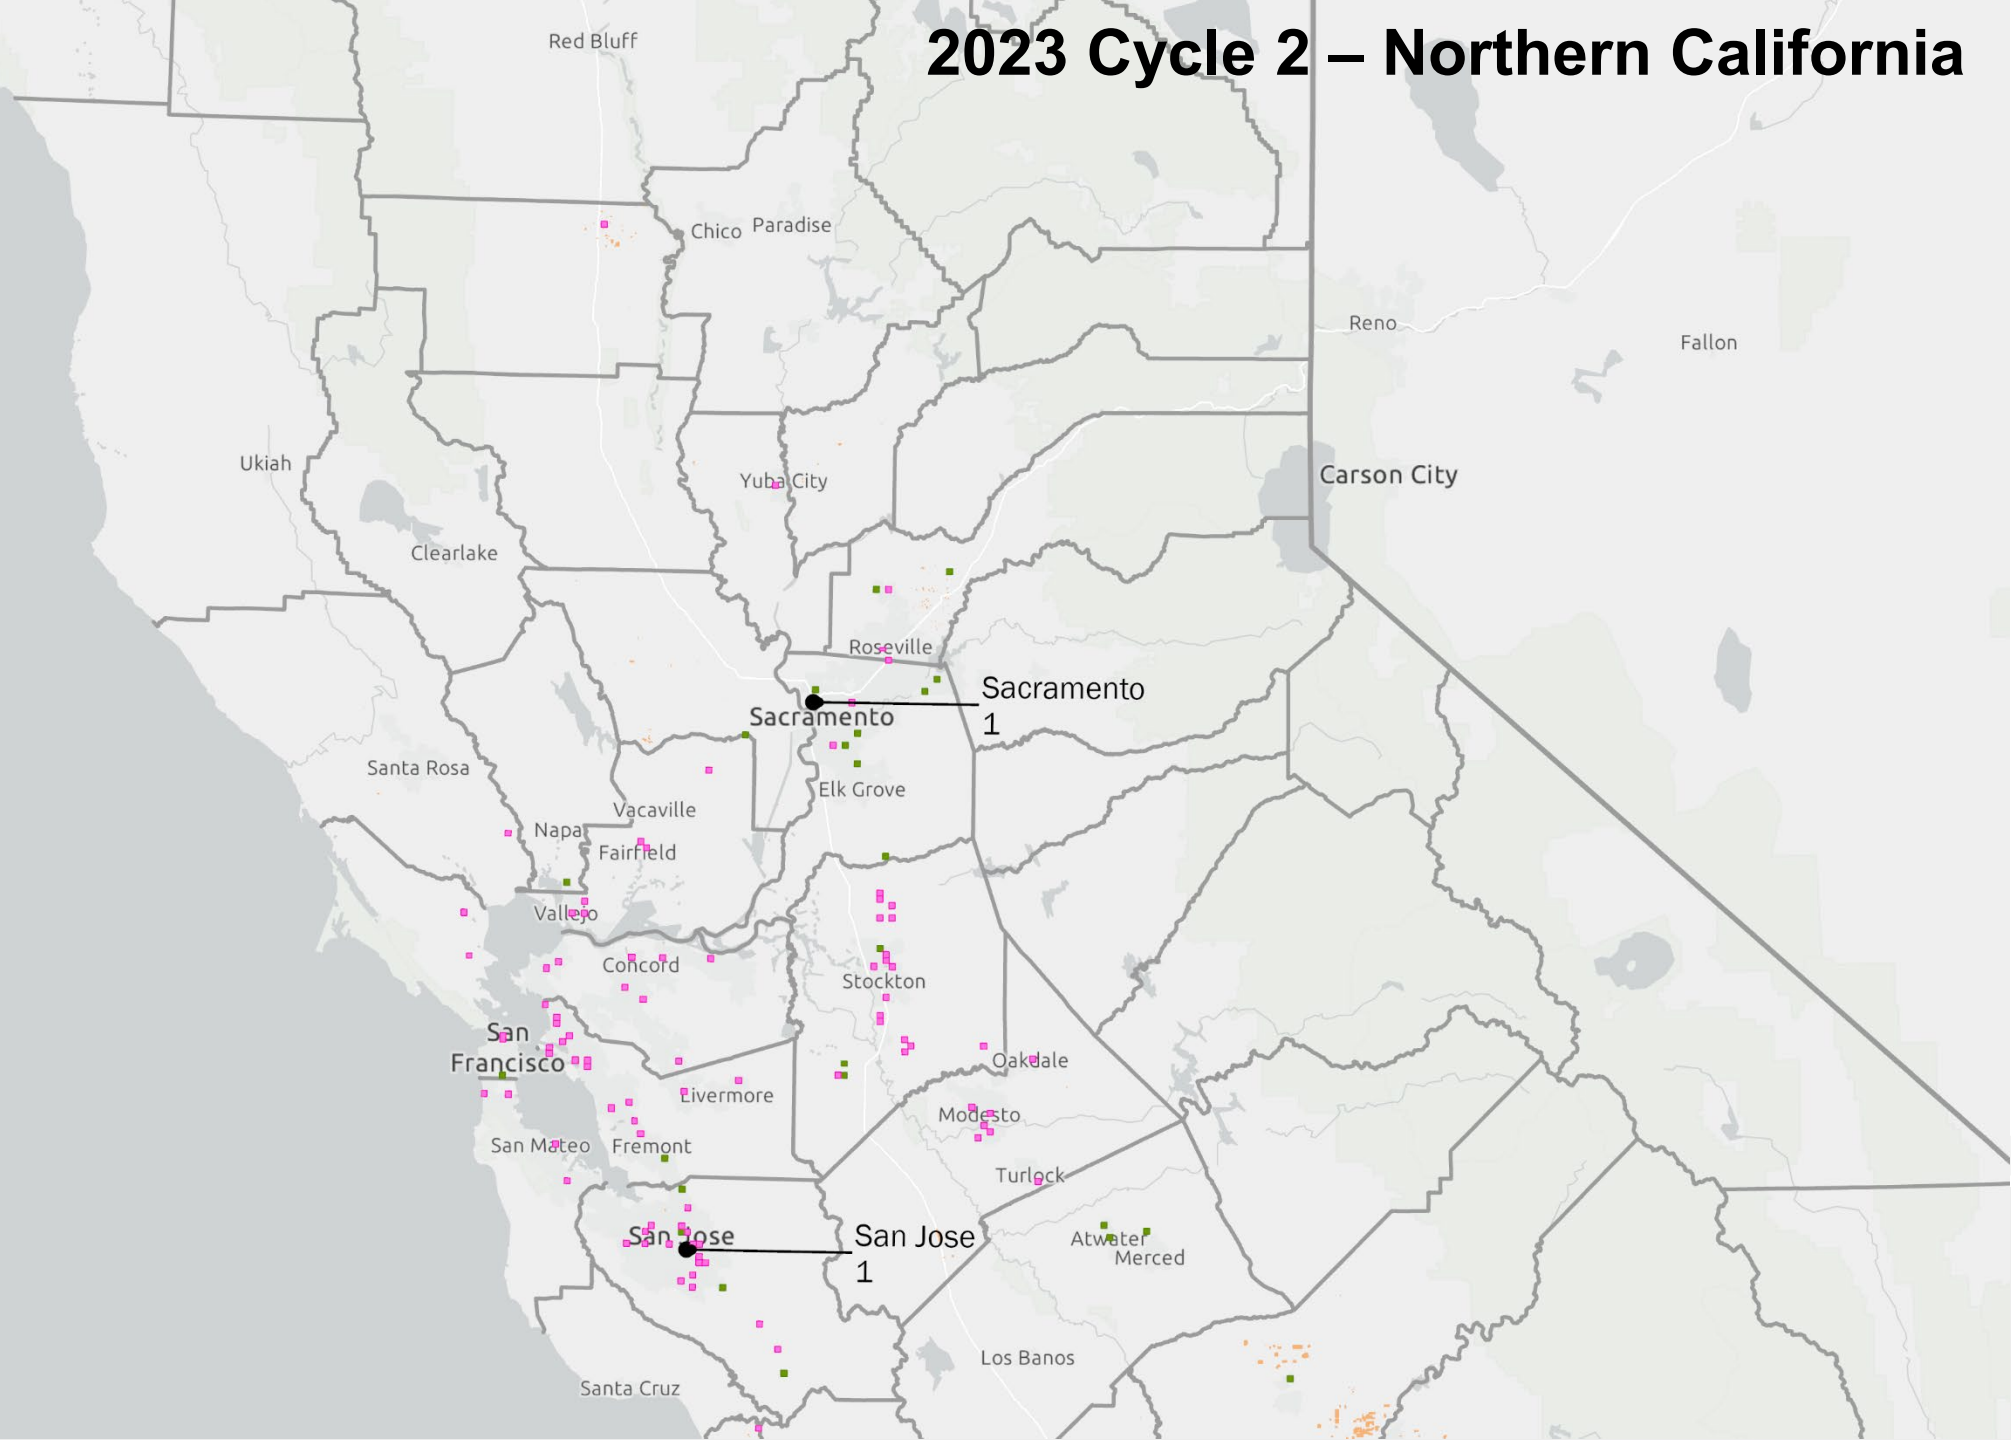 2023 Cycle 2 – Northern California
Red Bluff
Chico
Paradise
Reno
Fallon
Ukiah
Yuba City
Carson City
Clearlake
Roseville
Sacramento
1
Sacramento
Santa Rosa
Elk Grove
Vacaville
Napa
Fairfield
Vallejo
Concord
Stockton
San
Francisco
Oakdale
Livermore
Modesto
San Mateo
Fremont
Turlock
San Jose
San Jose
1
Atwater
Merced
Los Banos
Santa Cruz